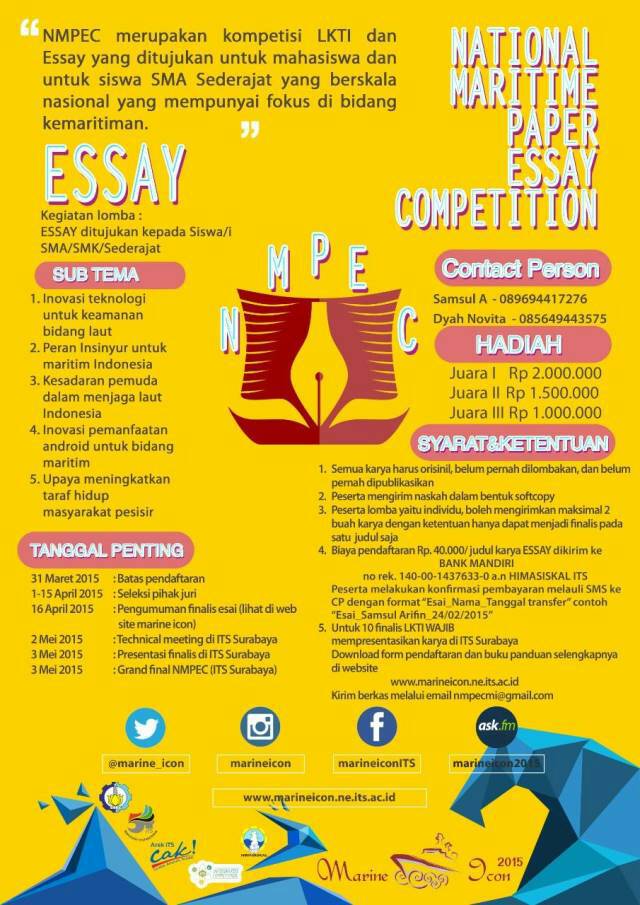 “ NMPEC merupakan kompetisi LKTI dan
Essay yang ditujukan untuk mahasiswa dan
untuk siswa SMA Sederajat yang berskala
nasional yang mempunyai fokus di bidang
kemaritiman. ”
NATIONAL
MARITIME
PAPER
ESSAY
COMPETITION
ESSAY
Kegiatan lomba :
ESSAY ditujukan kepada Siswa/i
SMA/SMK/Sederajat
SUB TEMA
1. Inovasi teknologi
untuk keamanan
bidang laut
2. Peran Insinyur untuk
maritim Indonesia
3. Kesadaran pemuda
dalam menjaga laut
Indonesia
4. Inovasi pemanfaatan
android untuk bidang
maritim
5. Upaya meningkatkan
taraf hidup
masyarakat pesisir
NMPEC
Contact Person
Samsul A - 089694417276
Dyah Novita - 085649443575
HADIAH
Juara I Rp 2.000.000
Juara II Rp 1.500.000
Juara III Rp 1.000.000
SYARAT&KETENTUAN
1. Semua karya harus orisinil, belum pernah dilombakan, dan belum
pernah dipublikasikan
2. Peserta mengirim naskah dalam bentuk softcopy
3. Peserta lomba yaitu individu, boleh mengirimkan maksimal 2
buah karya dengan ketentuan hanya dapat menjadi finalis pada
satu judul saja
4. Biaya pendaftaran Rp. 40.000/ judul karya ESSAY dikirim ke
BANK MANDIRI
no rek. 140-00-1437633-0 a.n HIMASISKAL ITS
Peserta melakukan konfirmasi pembayaran melauli SMS ke
CP dengan format “Esai_Nama_Tanggal transfer” contoh
“Esai_Samsul Arifin_24/02/2015”
5. Untuk 10 finalis LKTI WAJIB
mempresentasikan karya di ITS Surabaya
Download form pendaftaran dan buku panduan selengkapnya
di website
www.marineicon.ne.its.ac.id
Kirim berkas melalui email nmpecmi@gmail.com
TANGGAL PENTING
31 Maret 2015 : Batas pendaftaran
1-15 April 2015 : Seleksi pihak juri
16 April 2015 : Pengumuman finalis esai (lihat di web
site marine icon)
2 Mei 2015 : Technical meeting di ITS Surabaya
3 Mei 2015 : Presentasi finalis di ITS Surabaya
3 Mei 2015 : Grand final NMPEC (ITS Surabaya)
ask.fm
@marine_icon
marineicon
marineiconITS
marineicon2015
www.marineicon.ne.its.ac.id
Arek ITS
cak!
Marine Icon 2015